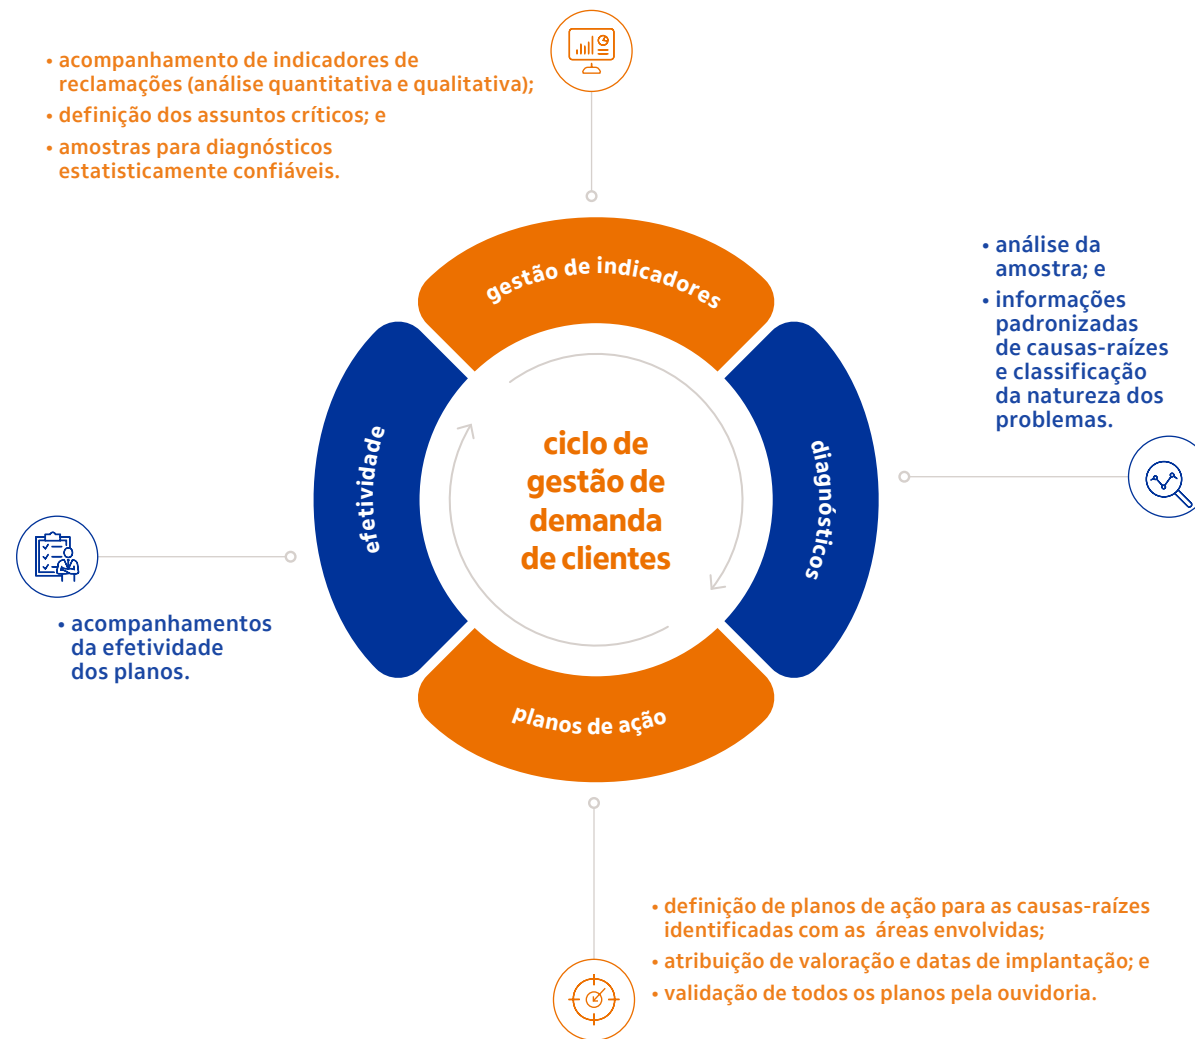 • acompanhamento de indicadores de
reclamações (análise quantitativa e qualitativa);
• definição dos assuntos críticos; e
• amostras para diagnósticos
estatisticamente confiáveis.
gestão de indicadores
• análise da
amostra; e
• informações
padronizadas
de causas-raízes
e classificação
da natureza dos
problemas.
diagnósticos
efetividade
ciclo de
gestão de
demanda
de clientes
• acompanhamentos
da efetividade
dos planos.
planos de ação
• definição de planos de ação para as causas-raízes
identificadas com as áreas envolvidas;
• atribuição de valoração e datas de implantação; e
• validação de todos os planos pela ouvidoria.